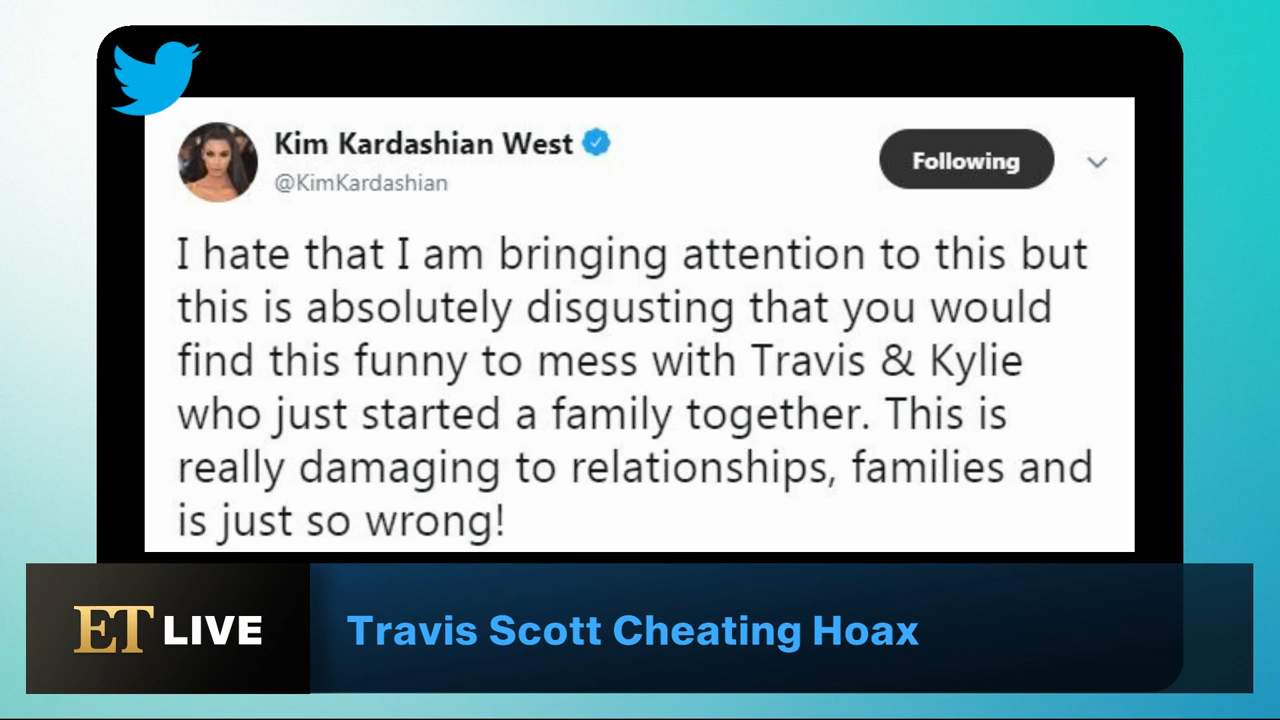 Kim Kardashian West
@KimKardashian
Following
I hate that I am bringing attention to this but
this is absolutely disgusting that you would
find this funny to mess with Travis & Kylie
who just started a family together. This is
really damaging to relationships, families and
is just so wrong!
ET LIVE
Travis Scott Cheating Hoax